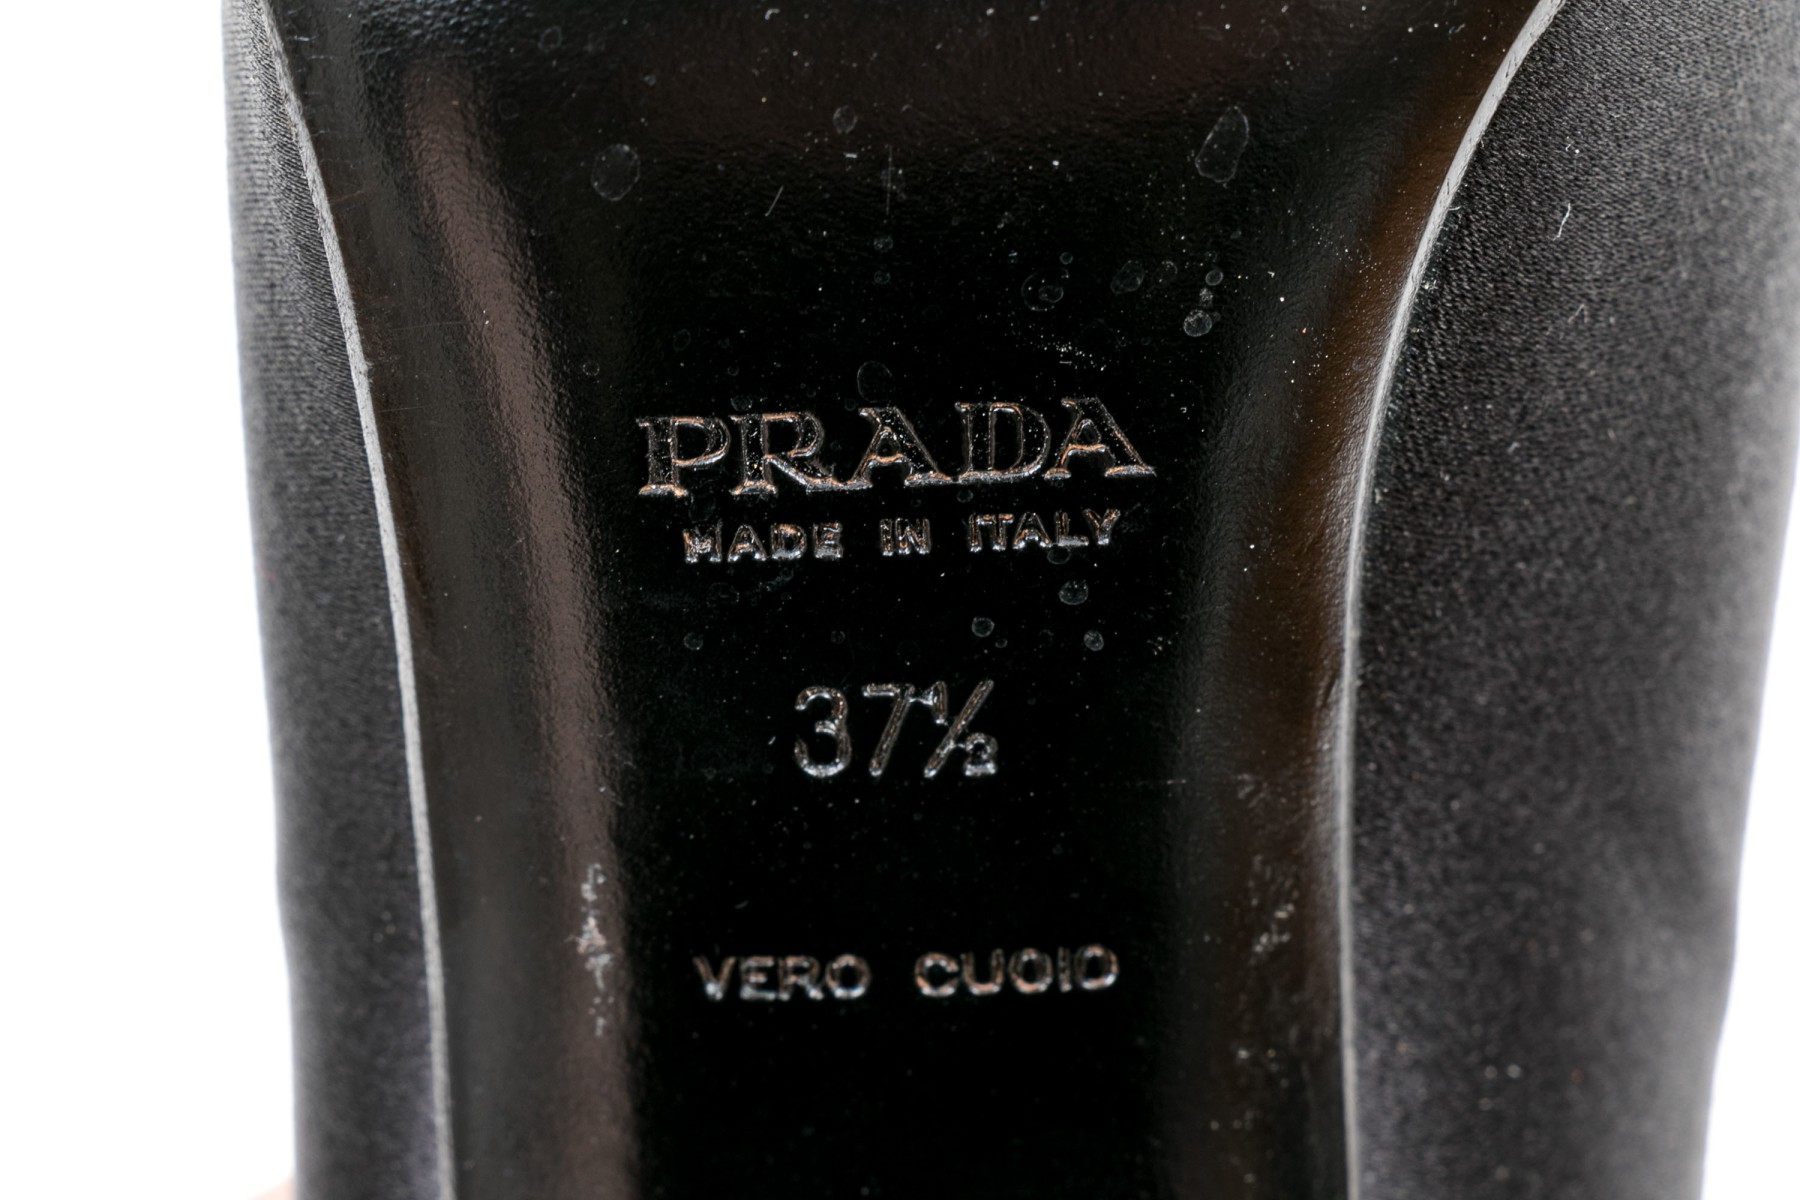 PRADA
MADE IN ITALY
37½
VERO CUOIO